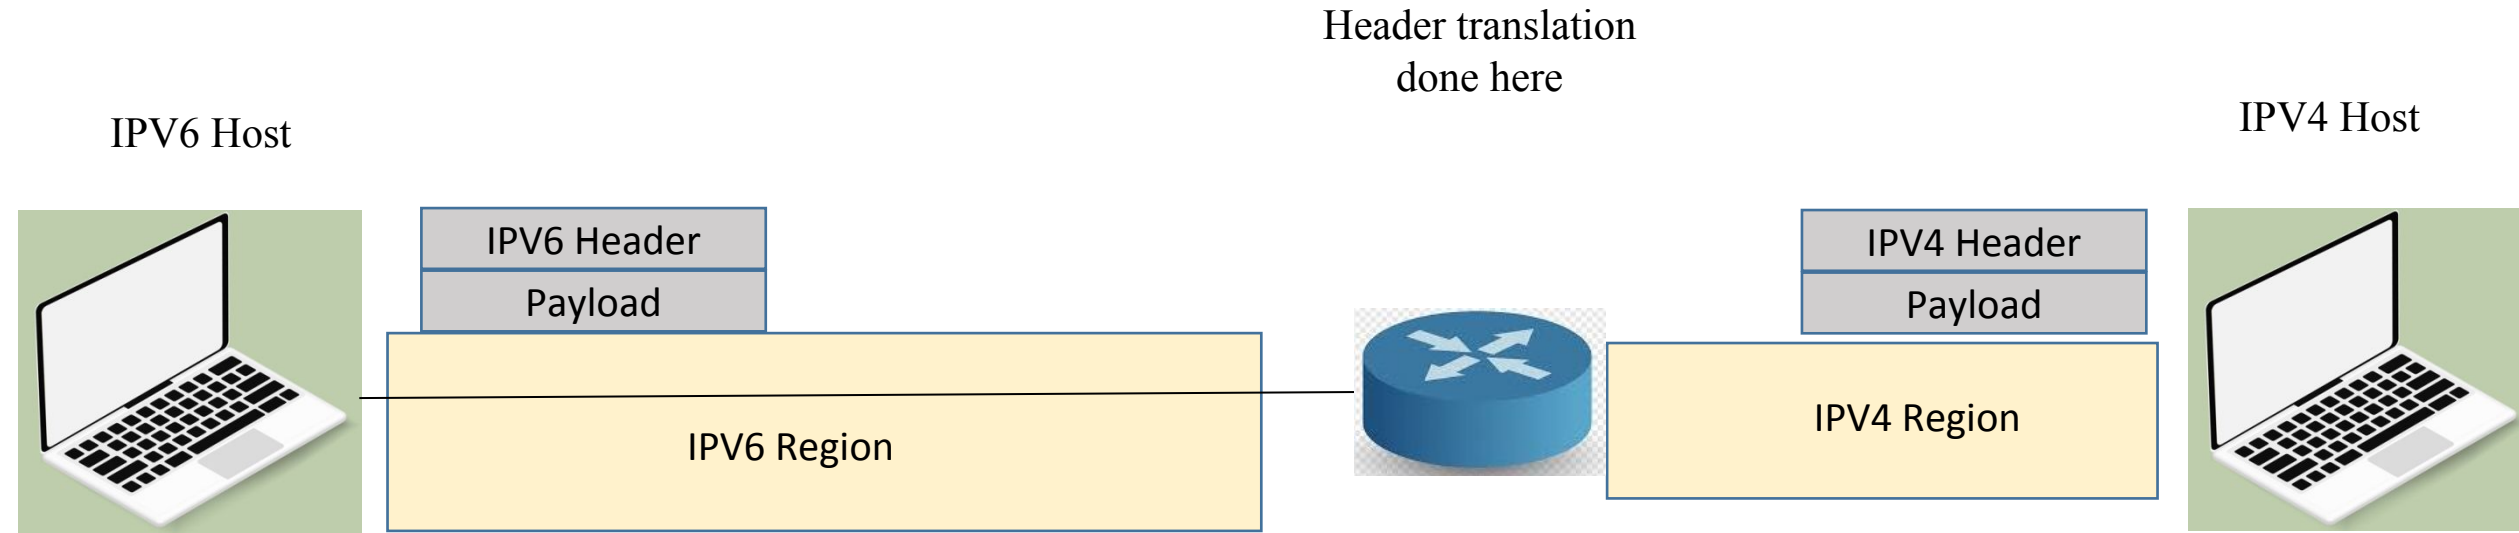 Header translation
done here
IPV6 Host
IPV4 Host
IPV6 Header
Payload
IPV4 Header
Payload
IPV6 Region
IPV4 Region